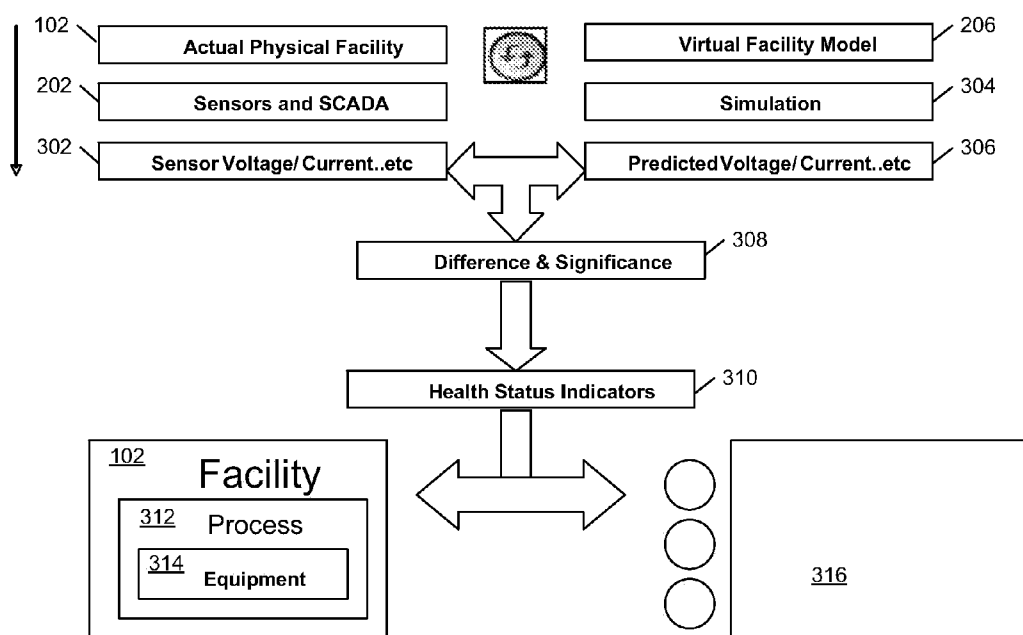 102
Actual Physical Facility
Virtual Facility Model
206
202
Sensors and SCADA
Simulation
304
302
Sensor Voltage/ Current..etc
Predicted Voltage/ Current..etc
306
Difference & Significance
308
Health Status Indicators
310
102
Facility
312
Process
314
Equipment
316